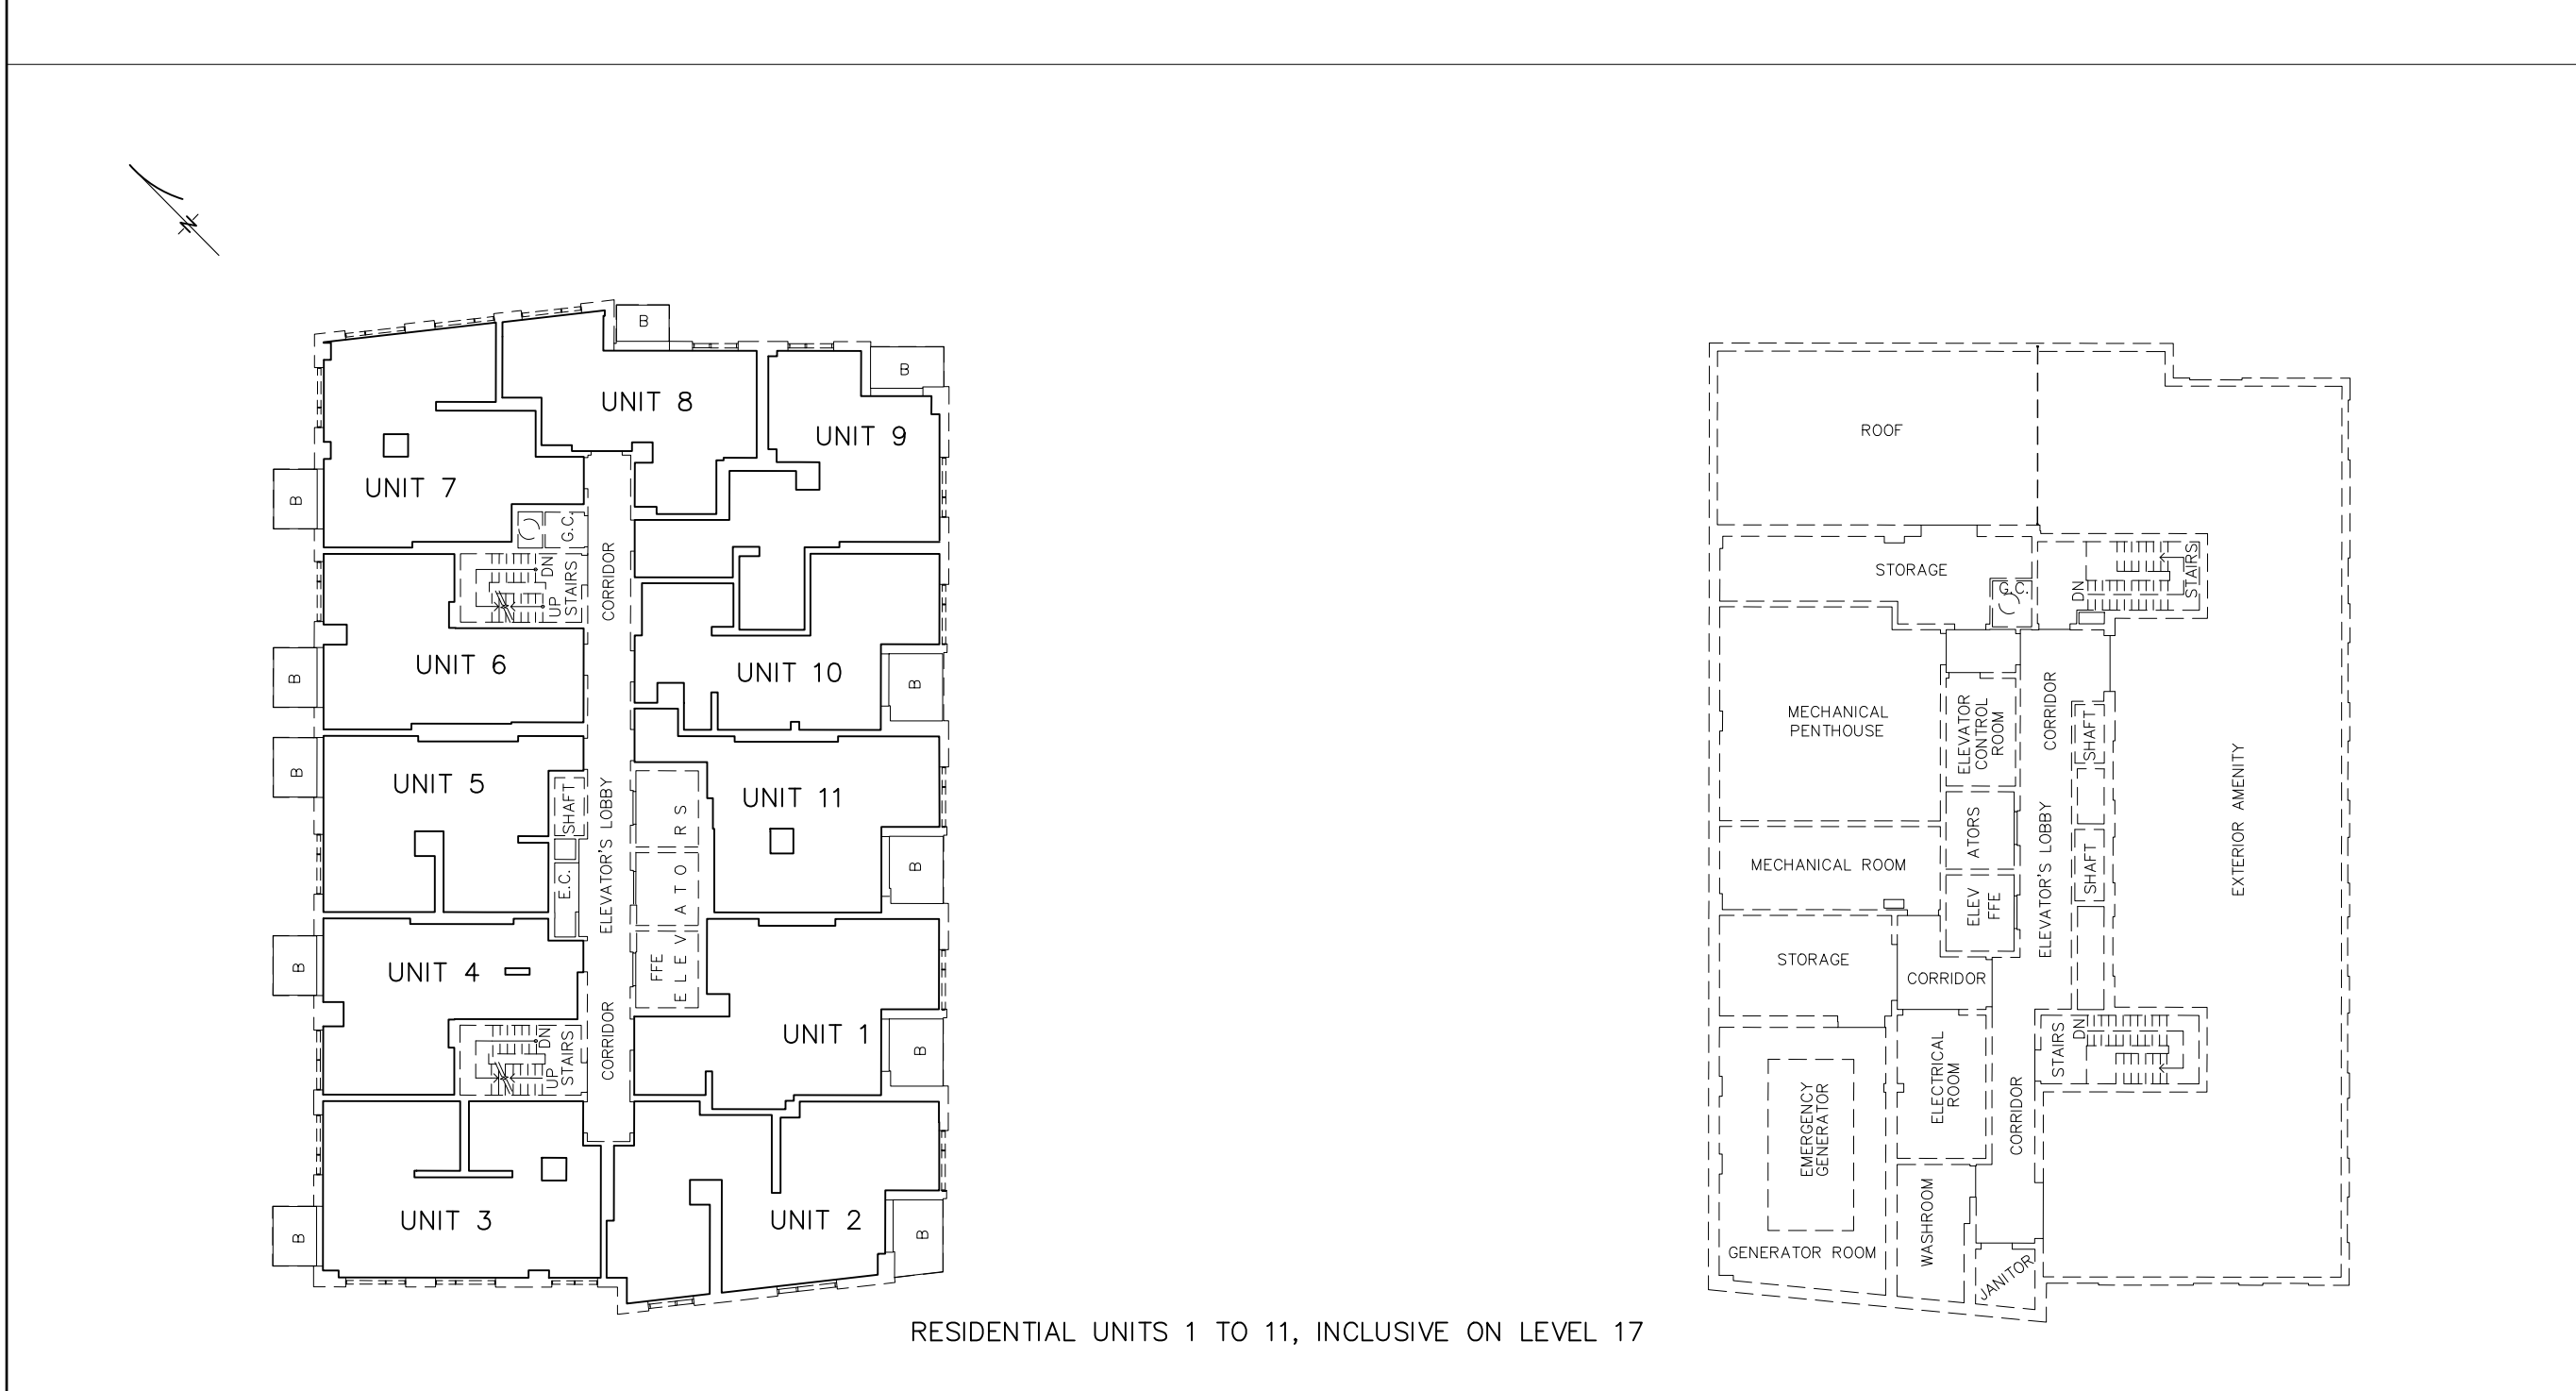 N
B
B
UNIT 8
UNIT 9
UNIT 7
B
G.C.
DN
STAIRS
UP
CORRIDOR
UNIT 6
B
UNIT 10
B
UNIT 5
B
SHAFT
E.C.
ELEVATOR'S LOBBY
ELEVATORS
FFE
UNIT 11
B
UNIT 4
B
DN
STAIRS
UP
CORRIDOR
UNIT 1
B
UNIT 3
B
UNIT 2
B
ROOF
STORAGE
G.C.
DN
STAIRS
MECHANICAL
PENTHOUSE
ELEVATOR
CONTROL
ROOM
CORRIDOR
SHAFT
EXTERIOR AMENITY
MECHANICAL ROOM
ELEVATORS
FFE
ELEVATOR'S LOBBY
SHAFT
STORAGE
CORRIDOR
STAIRS
DN
ELECTRICAL
ROOM
EMERGENCY
GENERATOR
CORRIDOR
WASHROOM
GENERATOR ROOM
JANITOR
RESIDENTIAL UNITS 1 TO 11, INCLUSIVE ON LEVEL 17